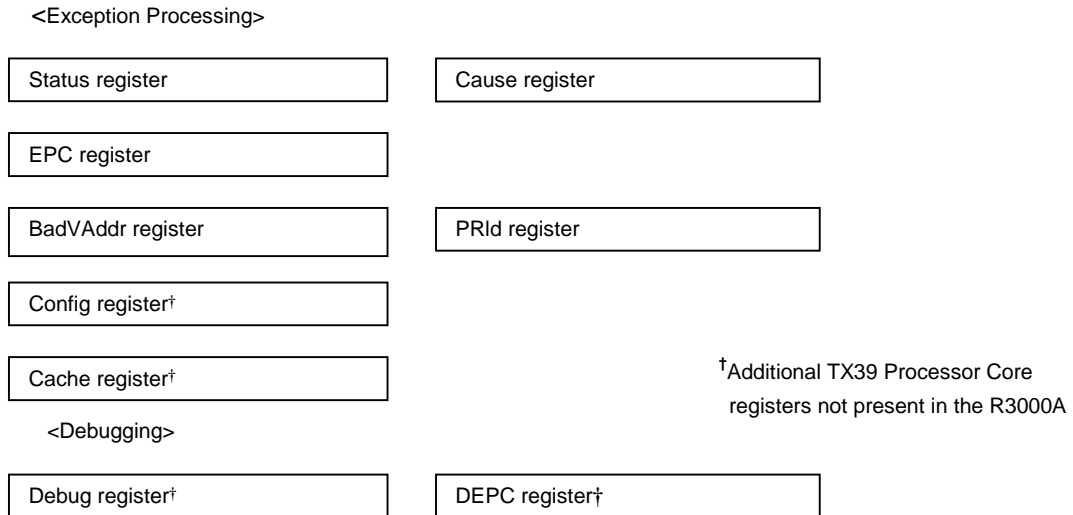 <Exception Processing>
Status register
Cause register
EPC register
BadVAddr register
PRId register
Config register†
Cache register†
†Additional TX39 Processor Core
registers not present in the R3000A
<Debugging>
Debug register†
DEPC register†